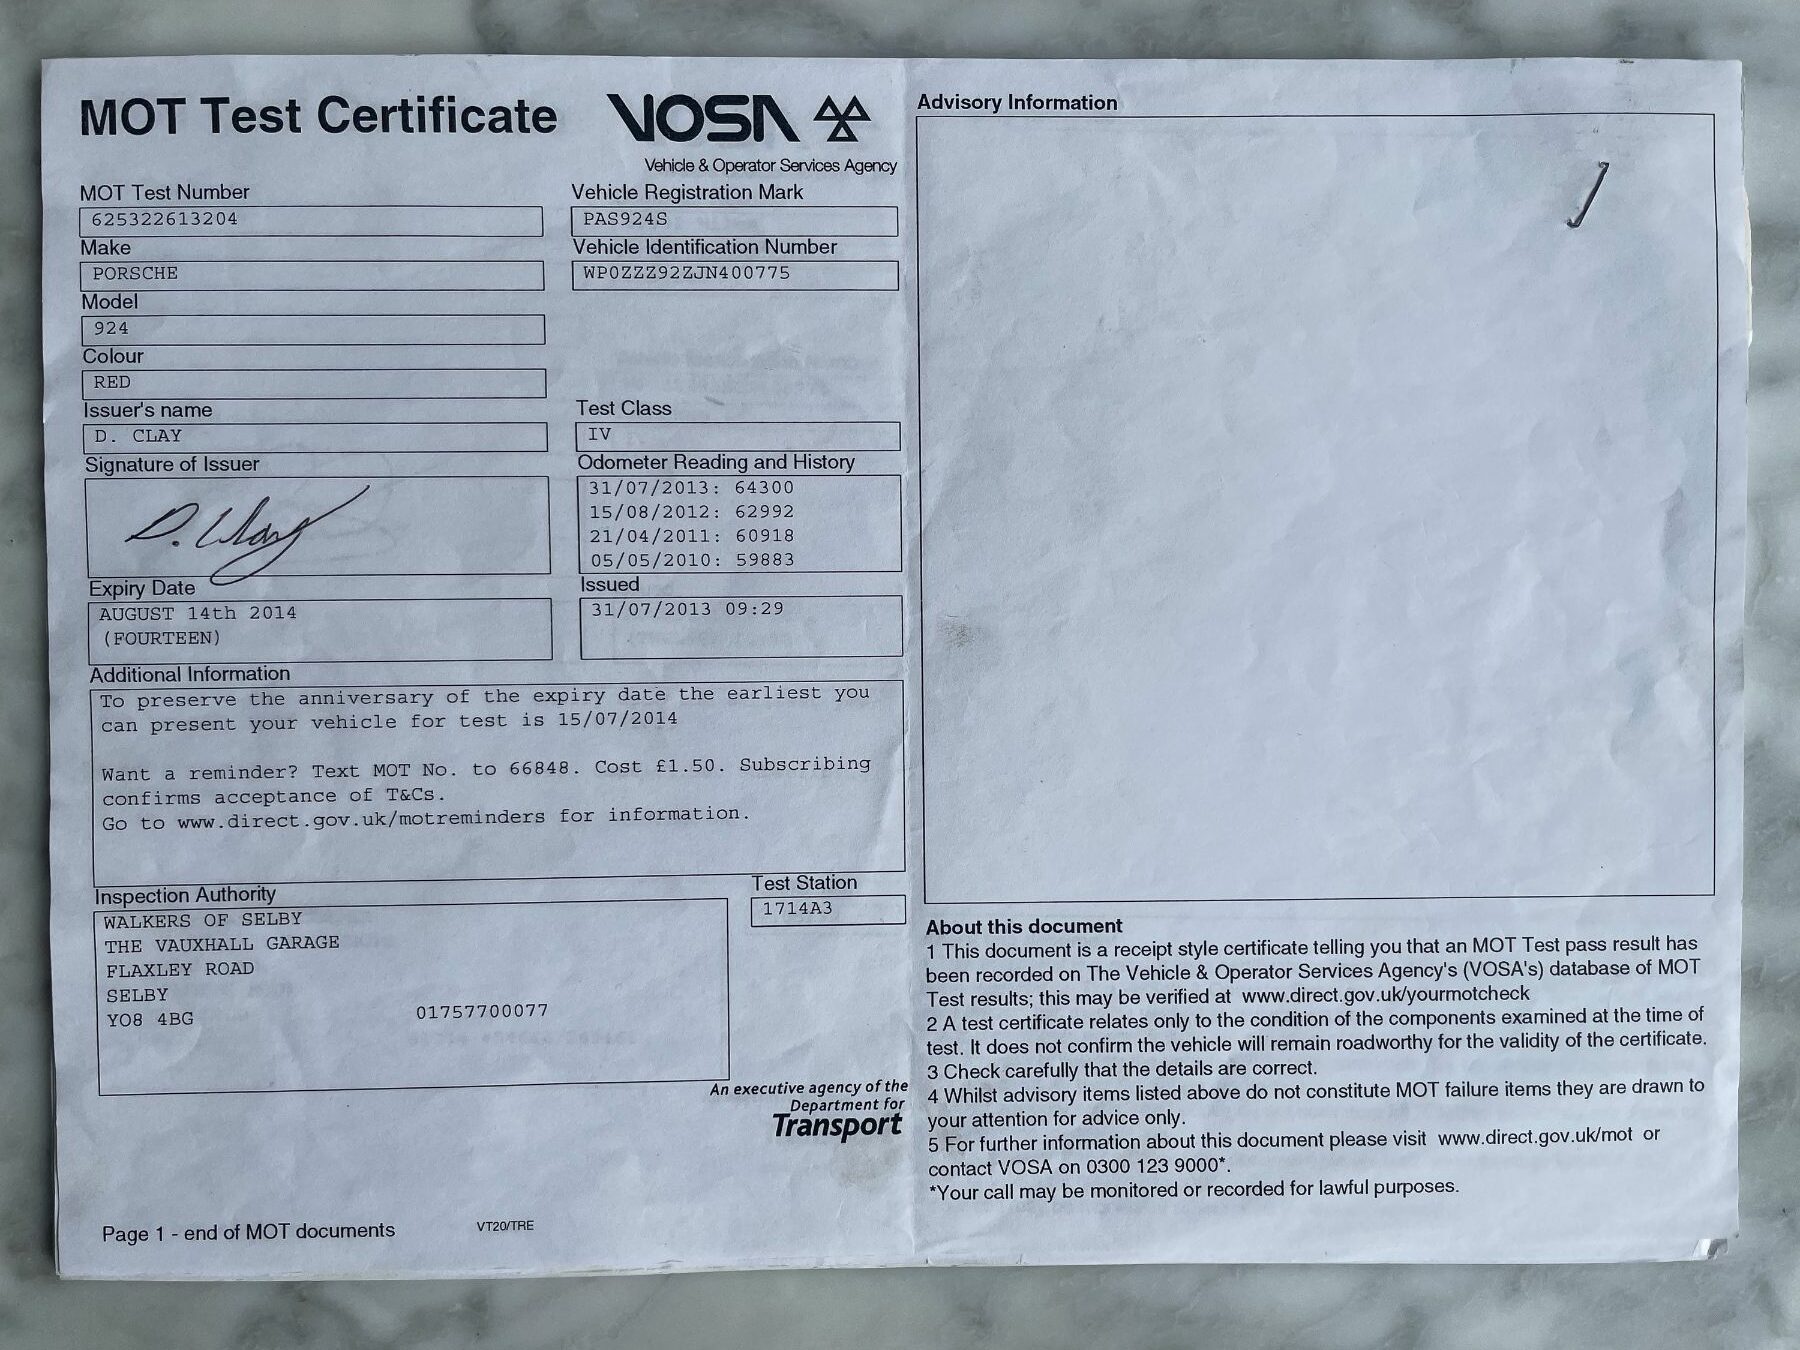 MOT Test Certificate
VOSA
Vehicle & Operator Services Agency
MOT Test Number
625322613204
Vehicle Registration Mark
PAS924S
Make
PORSCHE
Vehicle Identification Number
WP0ZZZ92ZJN400775
Model
924
Colour
RED
Issuer's name
D. CLAY
Test Class
IV
Signature of Issuer
D. Clay
Odometer Reading and History
31/07/2013: 64300
15/08/2012: 62992
21/04/2011: 60918
05/05/2010: 59883
Expiry Date
AUGUST 14th 2014
(FOURTEEN)
Issued
31/07/2013 09:29
Additional Information
To preserve the anniversary of the expiry date the earliest you
can present your vehicle for test is 15/07/2014
Want a reminder? Text MOT No. to 66848. Cost £1.50. Subscribing
confirms acceptance of T&Cs.
Go to www.direct.gov.uk/motreminders for information.
Inspection Authority
WALKERS OF SELBY
THE VAUXHALL GARAGE
FLAXLEY ROAD
SELBY
YO8 4BG
01757700077
Test Station
1714A3
An executive agency of the
Department for
Transport
Page 1 - end of MOT documents
VT20/TRE
Advisory Information
About this document
1 This document is a receipt style certificate telling you that an MOT Test pass result has
been recorded on The Vehicle & Operator Services Agency's (VOSA's) database of MOT
Test results; this may be verified at www.direct.gov.uk/yourmotcheck
2 A test certificate relates only to the condition of the components examined at the time of
test. It does not confirm the vehicle will remain roadworthy for the validity of the certificate.
3 Check carefully that the details are correct.
4 Whilst advisory items listed above do not constitute MOT failure items they are drawn to
your attention for advice only.
5 For further information about this document please visit www.direct.gov.uk/mot or
contact VOSA on 0300 123 9000*.
*Your call may be monitored or recorded for lawful purposes.